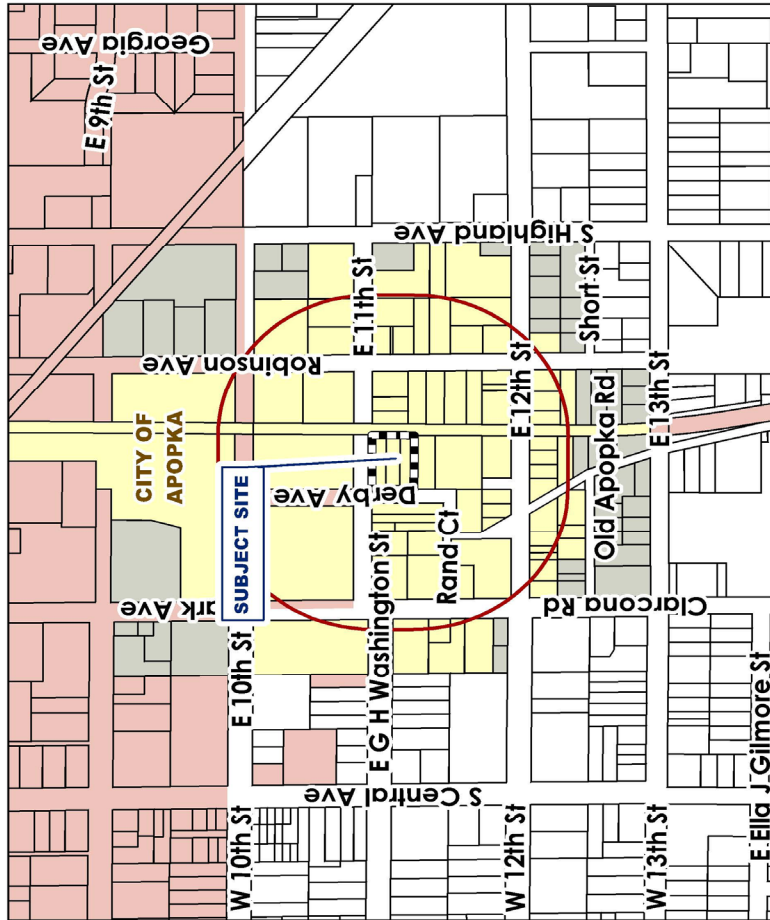 Georgia Ave
E 9th St
S Highland Ave
E 11th St
Short St
Robinson Ave
E 12th St
E 13th St
CITY OF
APOPKA
Old Apopka Rd
SUBJECT SITE
Derby Ave
Rand Ct
ark Ave
Clarcona Rd
E 10th St
E G H Washington St
S Central Ave
E Ella J Gilmore St
W 10th St
W 12th St
W 13th St